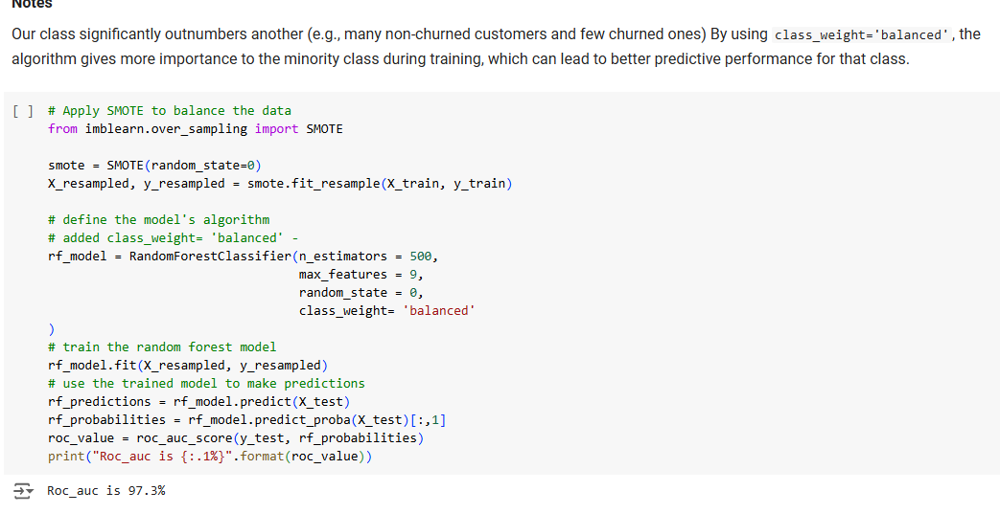 Notes
Our class significantly outnumbers another (e.g., many non-churned customers and few churned ones) By using class_weight='balanced', the
algorithm gives more importance to the minority class during training, which can lead to better predictive performance for that class.
[ ] # Apply SMOTE to balance the data
from imblearn.over_sampling import SMOTE
smote = SMOTE(random_state=0)
X_resampled, y_resampled = smote.fit_resample(X_train, y_train)
# define the model's algorithm
# added class_weight= 'balanced' -
rf_model = RandomForestClassifier(n_estimators = 500,
max_features = 9,
random_state = 0,
class_weight= 'balanced'
)
# train the random forest model
rf_model.fit(X_resampled, y_resampled)
# use the trained model to make predictions
rf_predictions = rf_model.predict(X_test)
rf_probabilities = rf_model.predict_proba(X_test)[:,1]
roc_value = roc_auc_score(y_test, rf_probabilities)
print("Roc_auc is {:.1%}".format(roc_value))
Roc_auc is 97.3%